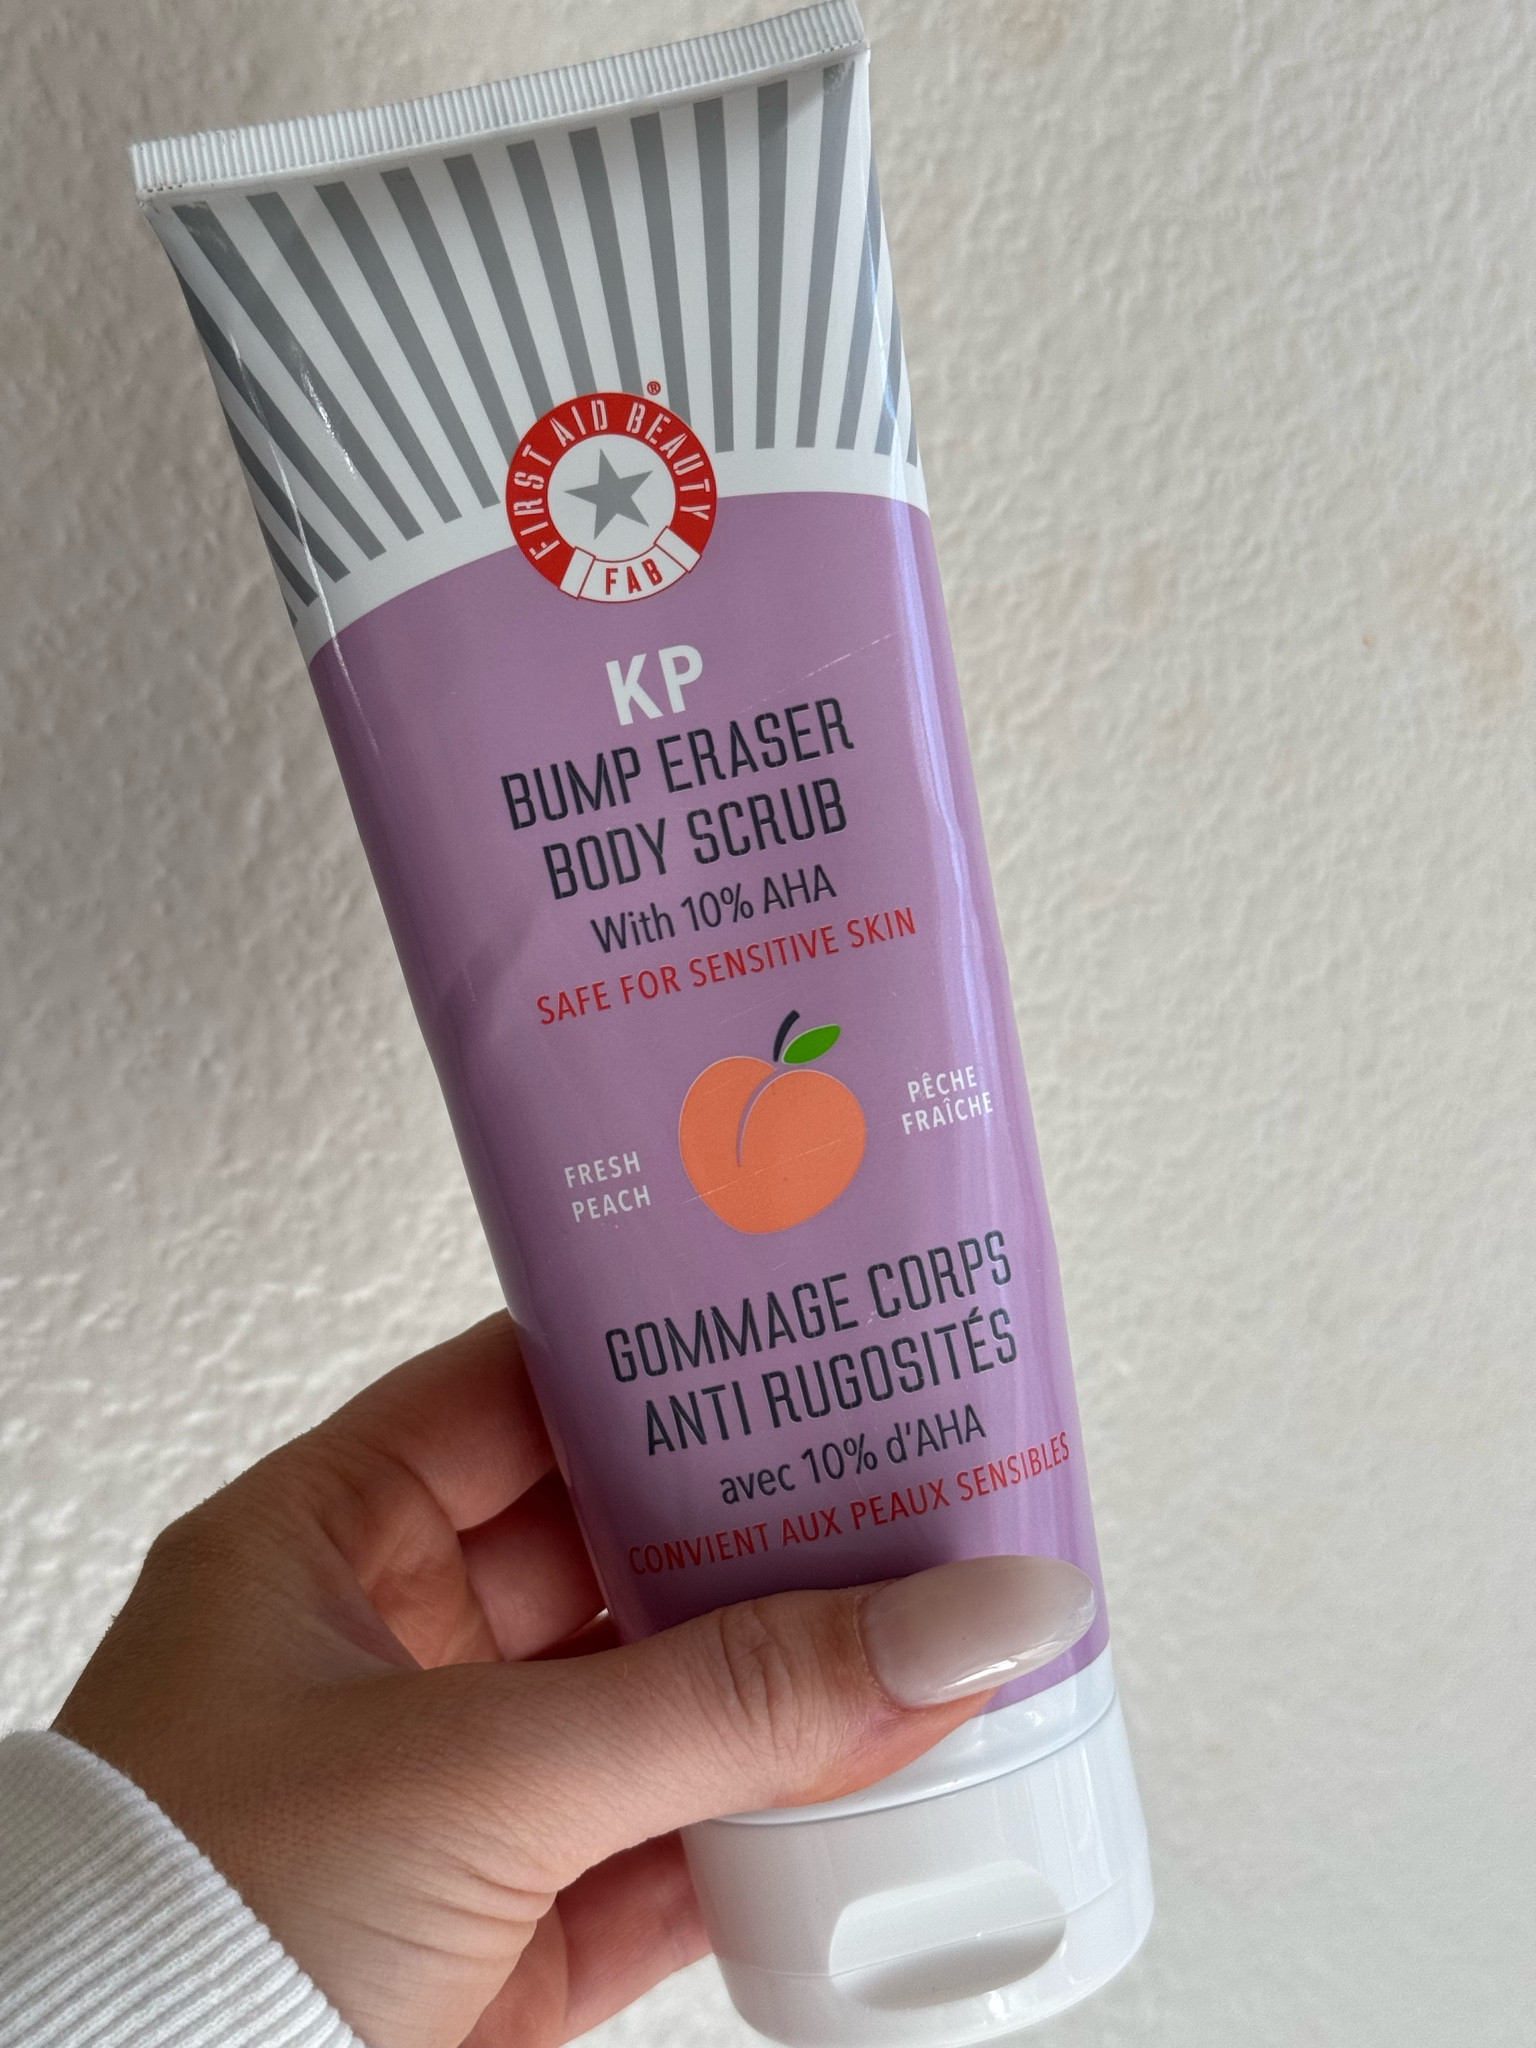 FIRST AID BEAUTY®
FAB
KP
BUMP ERASER
BODY SCRUB
With 10% AHA
SAFE FOR SENSITIVE SKIN
FRESH
PEACH
PÊCHE
FRAÎCHE
GOMMAGE CORPS
ANTI RUGOSITÉS
avec 10% d'AHA
CONVIENT AUX PEAUX SENSIBLES